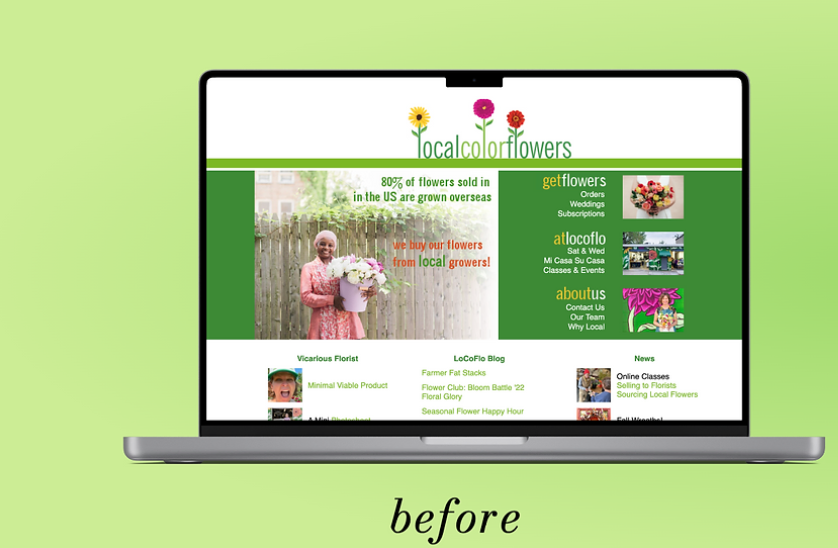 localcolorflowers
80% of flowers sold in
in the US are grown overseas
we buy our flowers
from local growers!
getflowers
Orders
Weddings
Subscriptions
atlocoflo
Sat & Wed
Mi Casa Su Casa
Classes & Events
aboutus
Contact Us
Our Team
Why Local
Vicarious Florist
Minimal Viable Product
A Mini Photoshoot
LoCoFlo Blog
Farmer Fat Stacks
Flower Club: Bloom Battle '22
Floral Glory
Seasonal Flower Happy Hour
News
Online Classes
Selling to Florists
Sourcing Local Flowers
Fall Wreaths!
before